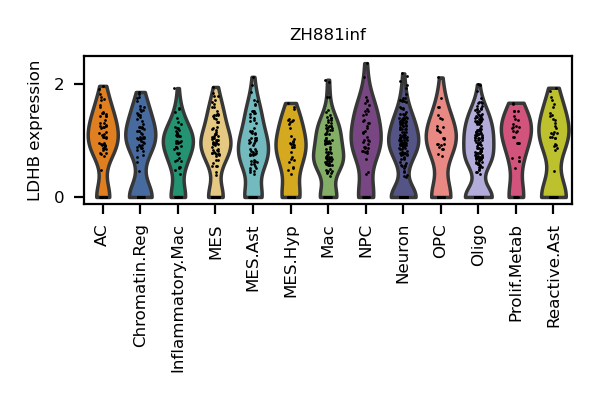 ZH881inf
LDHB expression
2
0
AC
Chromatin.Reg
Inflammatory.Mac
MES
MES.Ast
MES.Hyp
Mac
NPC
Neuron
OPC
Oligo
Prolif.Metab
Reactive.Ast